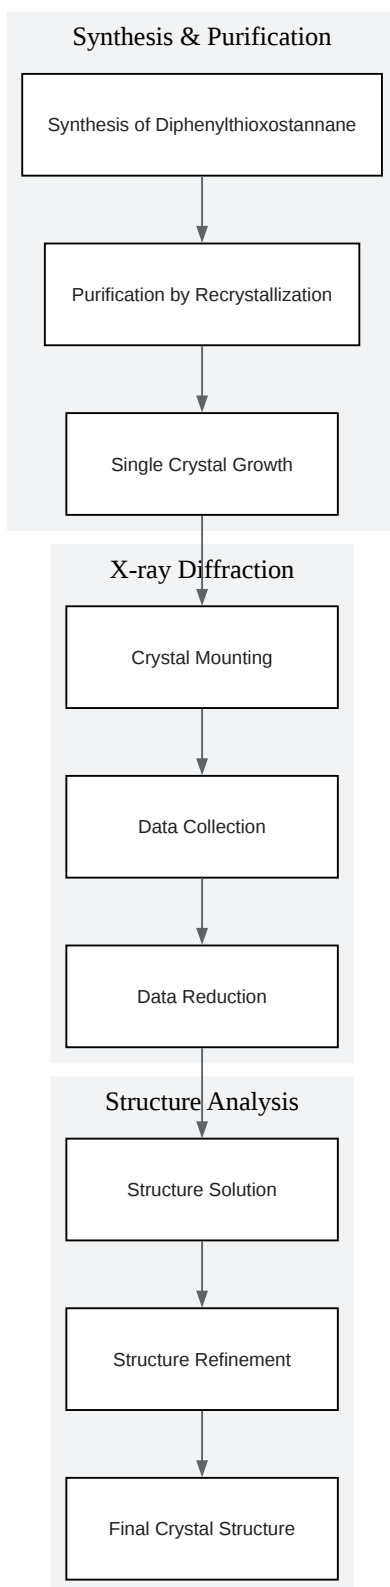 Synthesis & Purification
Synthesis of Diphenylthioxostannane
Purification by Recrystallization
Single Crystal Growth
X-ray Diffraction
Crystal Mounting
Data Collection
Data Reduction
Structure Analysis
Structure Solution
Structure Refinement
Final Crystal Structure